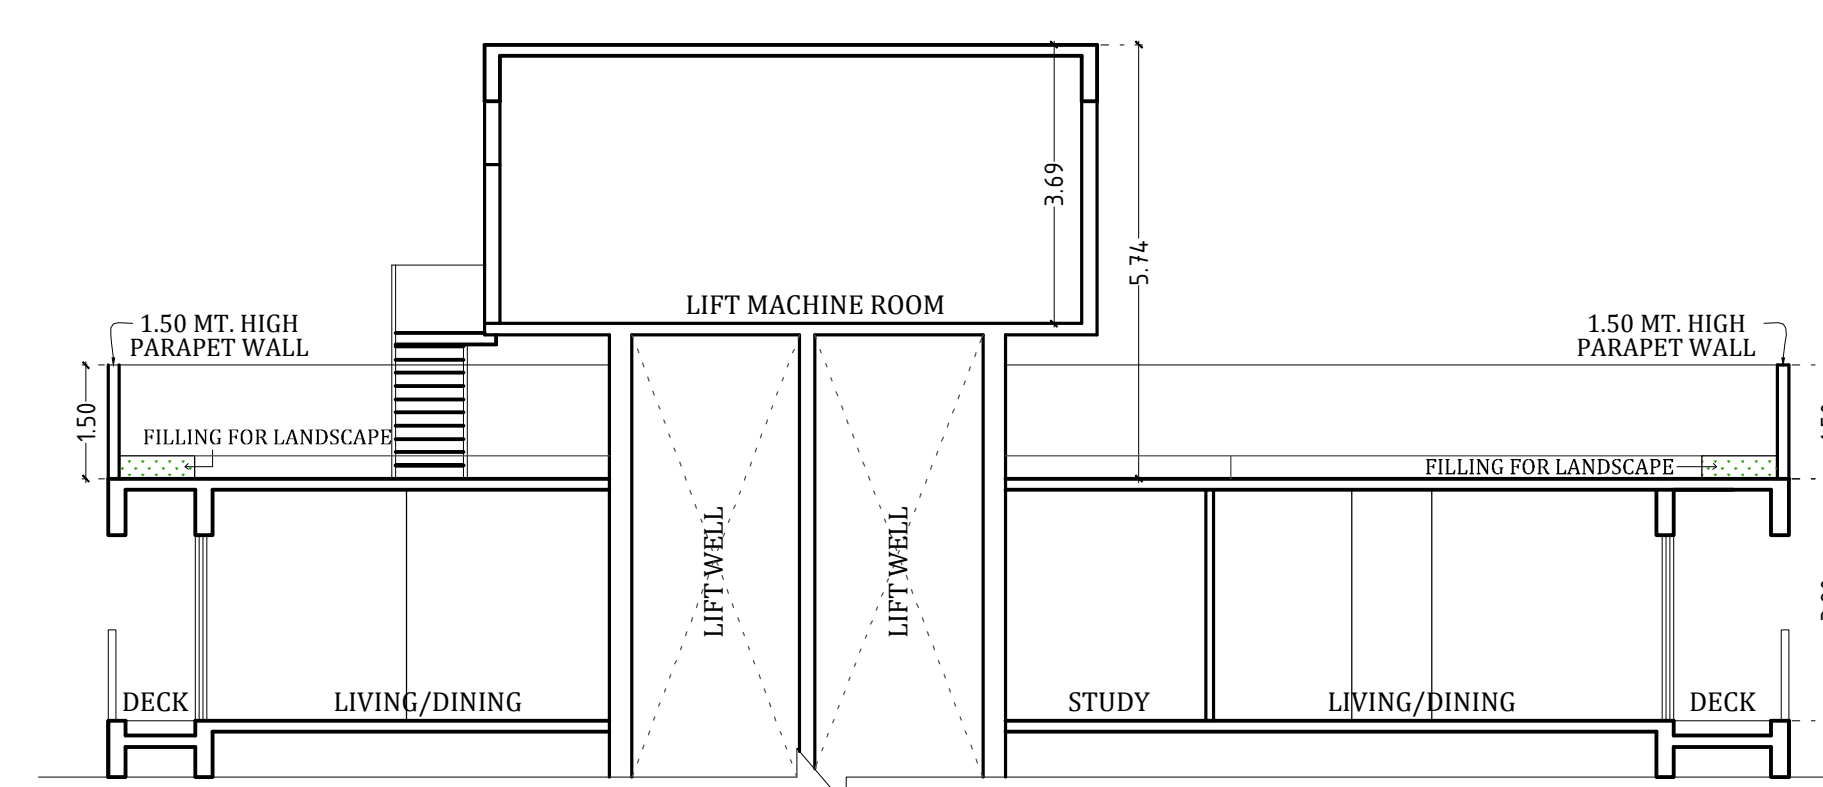 3.69
5.74
LIFT MACHINE ROOM
1.50 MT. HIGH
PARAPET WALL
1.50 MT. HIGH
PARAPET WALL
1.50
FILLING FOR LANDSCAPE
FILLING FOR LANDSCAPE
LIFT WELL
LIFT WELL
DECK
LIVING/DINING
STUDY
LIVING/DINING
DECK